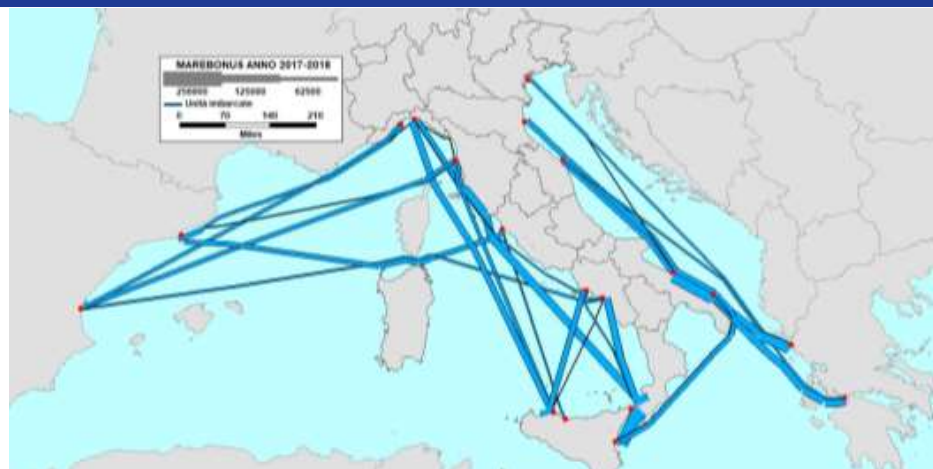 MAREBONUS ANNO 2017-2018
250000 125000 62500
Unità imbarcate
0 70 140 210
Miles